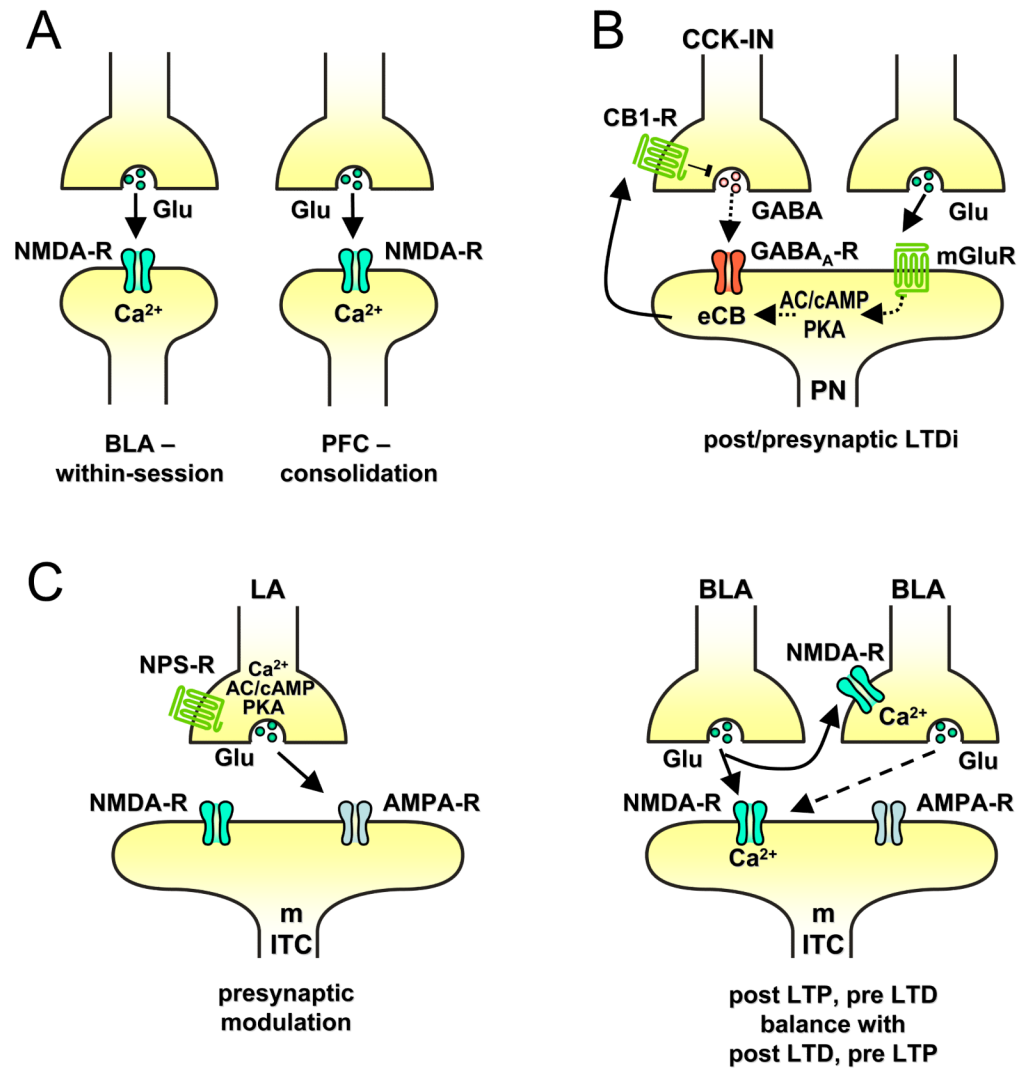 A
Glu
NMDA-R
Ca²⁺
BLA –
within-session
Glu
NMDA-R
Ca²⁺
PFC –
consolidation
B
CCK-IN
CB1-R
GABA
Glu
GABA_A-R
mGluR
eCB
AC/cAMP
PKA
PN
post/presynaptic LTDi
C
LA
NPS-R
Ca²⁺
AC/cAMP
PKA
Glu
NMDA-R
AMPA-R
m
ITC
presynaptic
modulation
BLA
BLA
NMDA-R
Ca²⁺
Glu
Glu
NMDA-R
AMPA-R
Ca²⁺
m
ITC
post LTP, pre LTD
balance with
post LTD, pre LTP